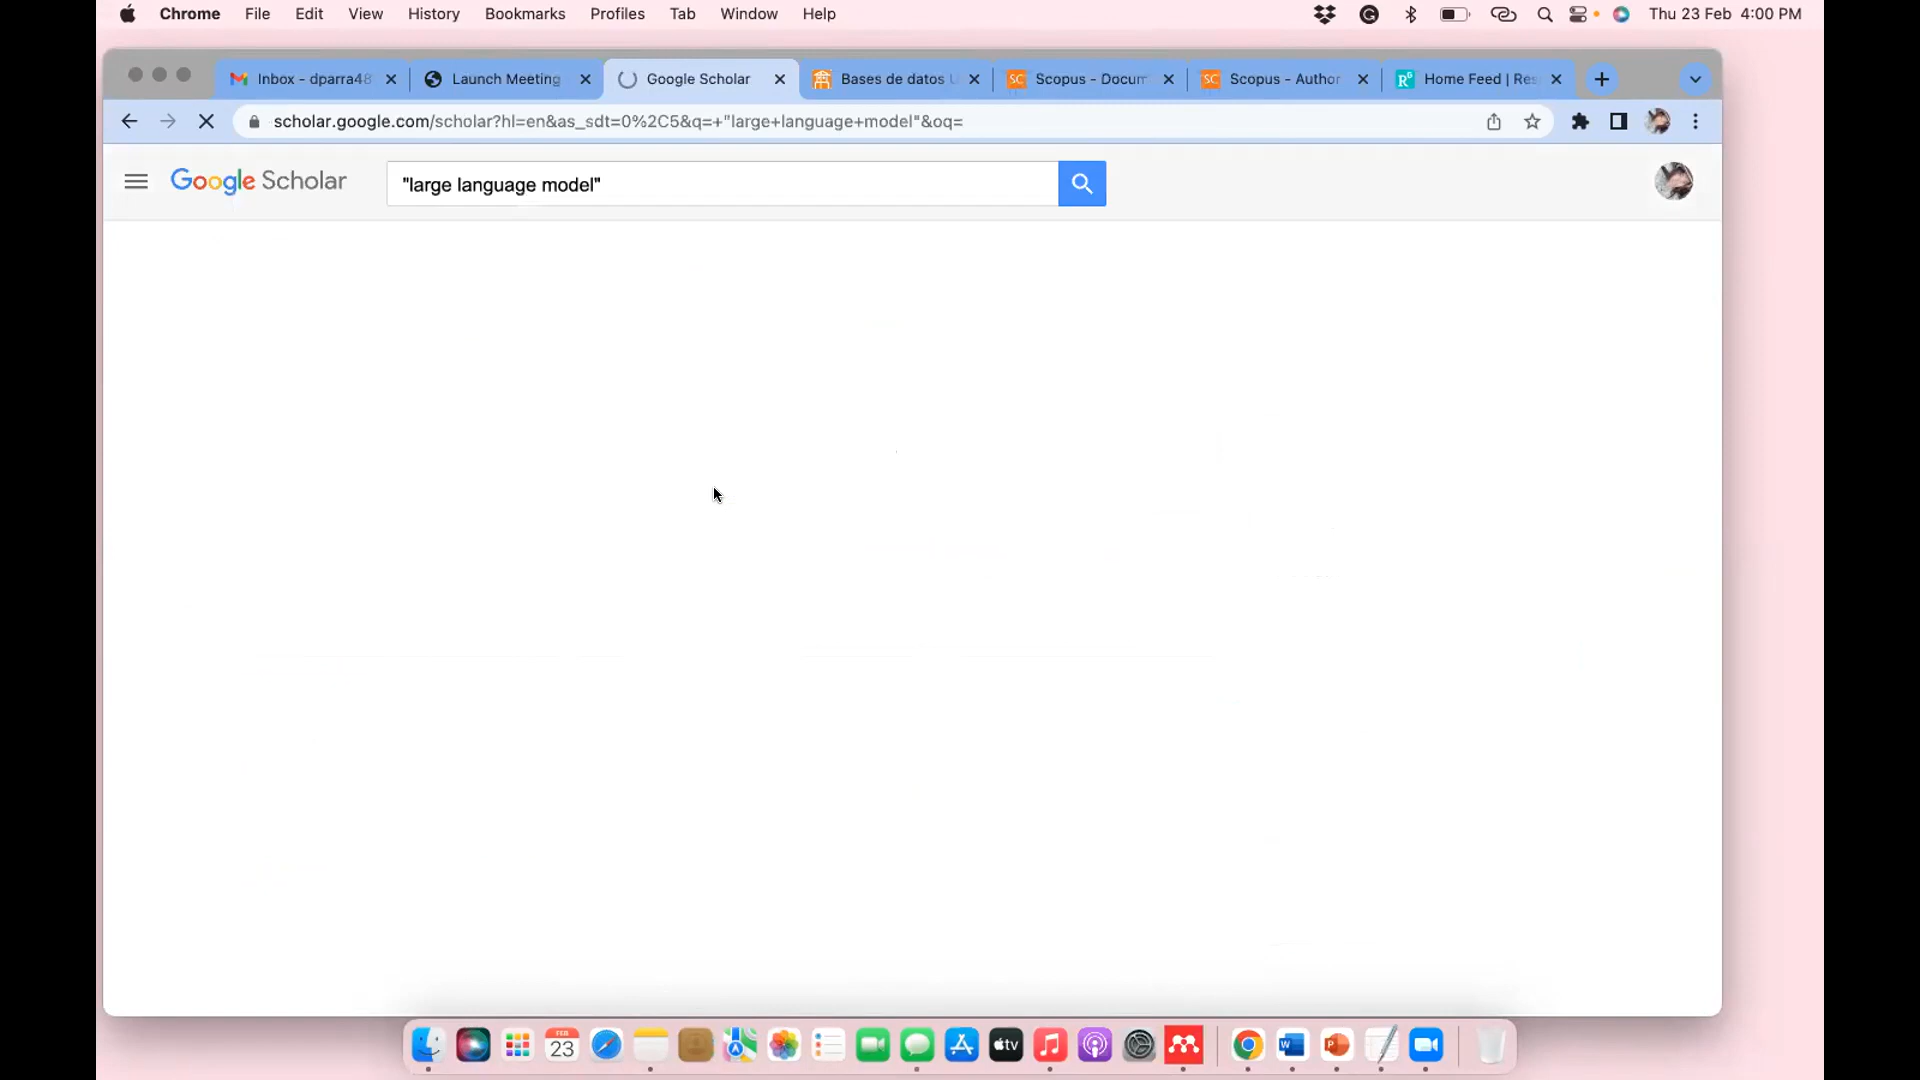 Chrome File Edit View History Bookmarks Profiles Tab Window Help Thu 23 Feb 4:00 PM
Inbox - dparra48 Launch Meeting Google Scholar Bases de datos U Scopus - Docum Scopus - Author Home Feed | Res
scholar.google.com/scholar?hl=en&as_sdt=0%2C5&q=+"large+language+model"&oq=
Google Scholar
"large language model"
FEB
23
tv